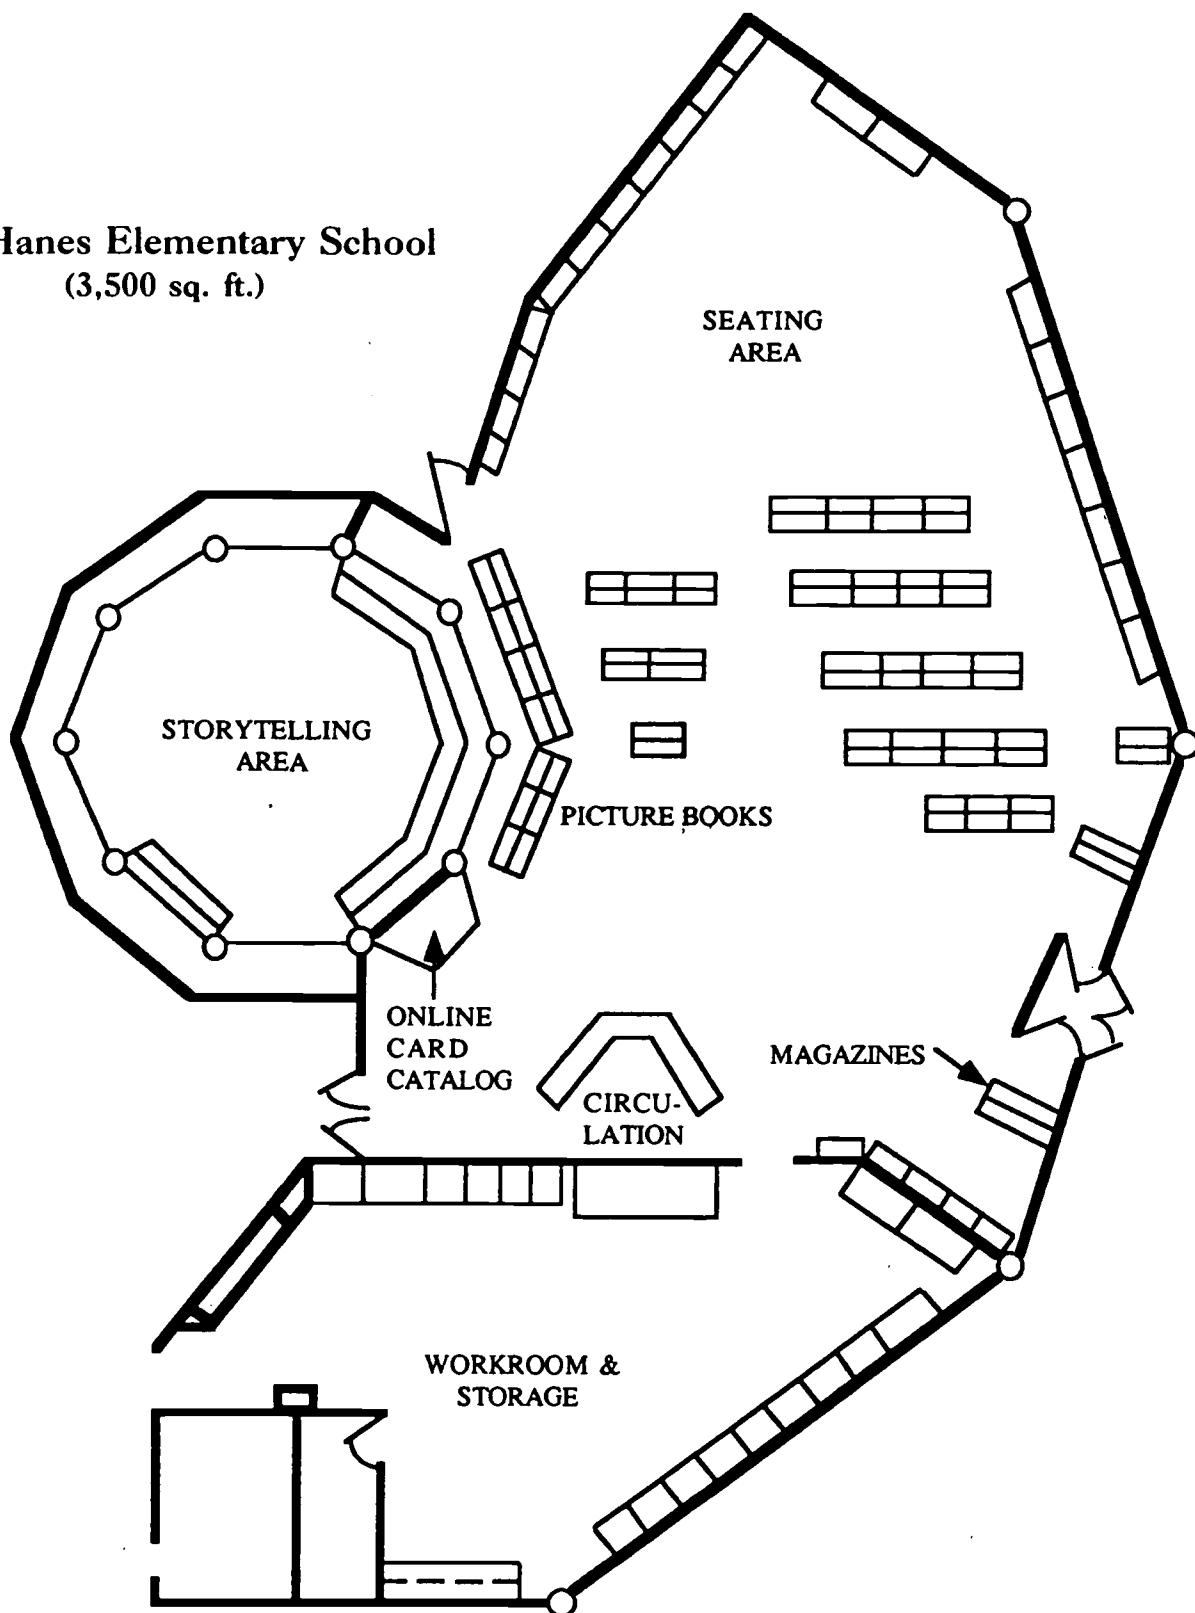 Hanes Elementary School
(3,500 sq. ft.)
SEATING
AREA
STORYTELLING
AREA
PICTURE BOOKS
ONLINE
CARD
CATALOG
MAGAZINES
CIRCU-
LATION
WORKROOM &
STORAGE